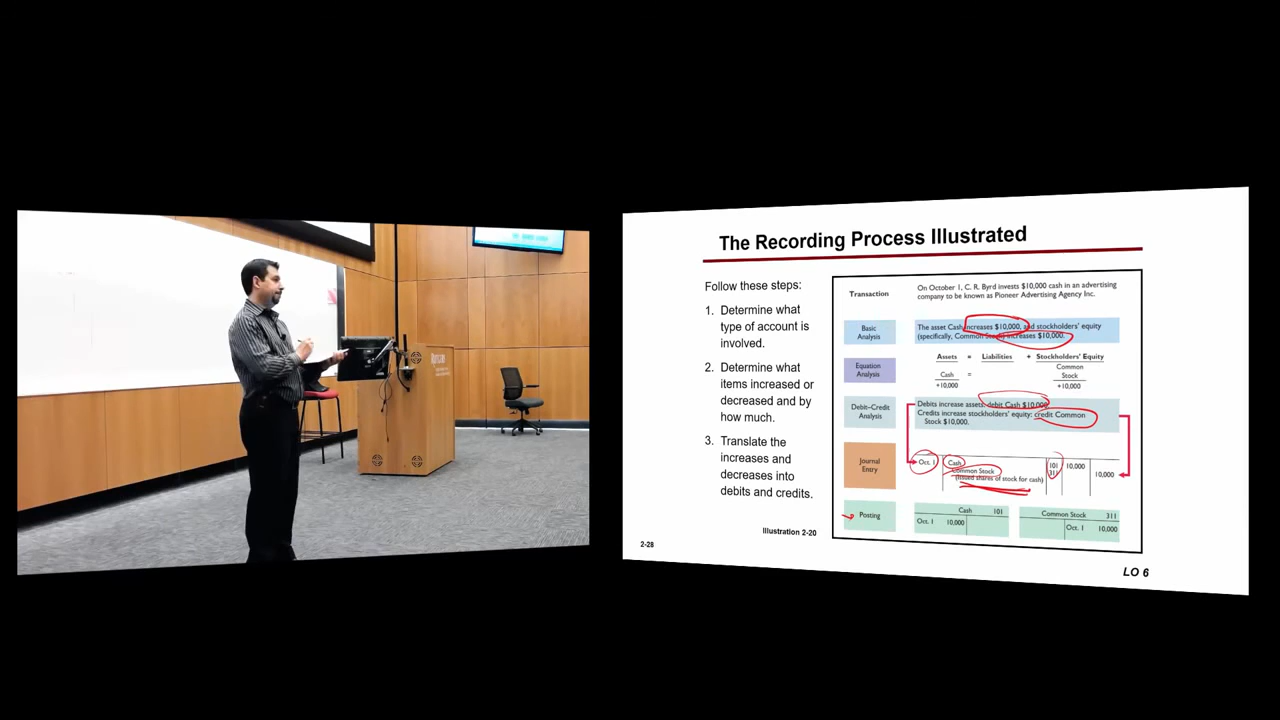 The Recording Process Illustrated
Follow these steps:
1. Determine what
type of account is
involved.
2. Determine what
items increased or
decreased and by
how much.
3. Translate the
increases and
decreases into
debits and credits.
Illustration 2-20
2-28
LO 6
Transaction
On October 1, C. R. Byrd invests $10,000 cash in an advertising
company to be known as Pioneer Advertising Agency Inc.
Basic
Analysis
The asset Cash increases $10,000, and stockholders' equity
(specifically, Common Stock) increases $10,000.
Equation
Analysis
Assets = Liabilities + Stockholders' Equity
Common
Cash = Stock
+10,000 +10,000
Debit–Credit
Analysis
Debits increase assets: debit Cash $10,000.
Credits increase stockholders' equity: credit Common
Stock $10,000.
Journal
Entry
Oct. 1 Cash 101 10,000
Common Stock 311 10,000
(Issued shares of stock for cash)
Posting
Cash 101
Oct. 1 10,000
Common Stock 311
Oct. 1 10,000